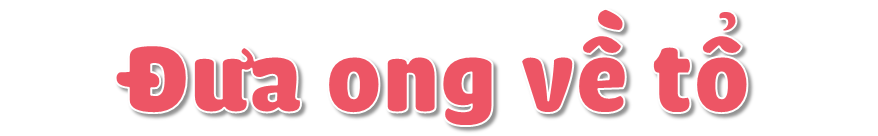 Đưa ong về tổ